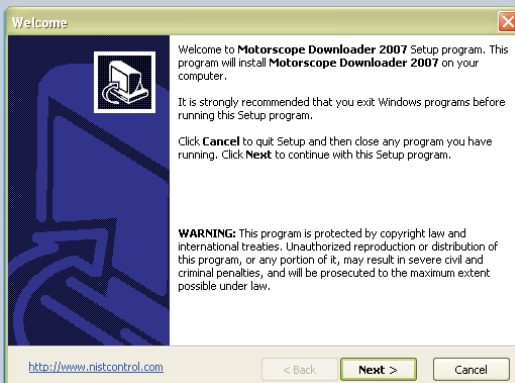 Welcome
Welcome to Motorscope Downloader 2007 Setup program. This
program will install Motorscope Downloader 2007 on your
computer.
It is strongly recommended that you exit Windows programs before
running this Setup program.
Click Cancel to quit Setup and then close any program you have
running. Click Next to continue with this Setup program.
WARNING: This program is protected by copyright law and
international treaties. Unauthorized reproduction or distribution of
this program, or any portion of it, may result in severe civil and
criminal penalties, and will be prosecuted to the maximum extent
possible under law.
http://www.nistcontrol.com
< Back
Next >
Cancel